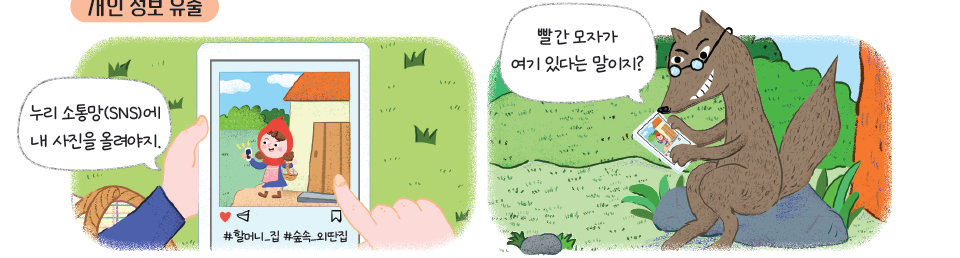 개인 정보 유출
누리 소통망(SNS)에
내 사진을 올려야지.
#할머니_집 #숲속_외딴집
빨간 모자가
여기 있다는 말이지?